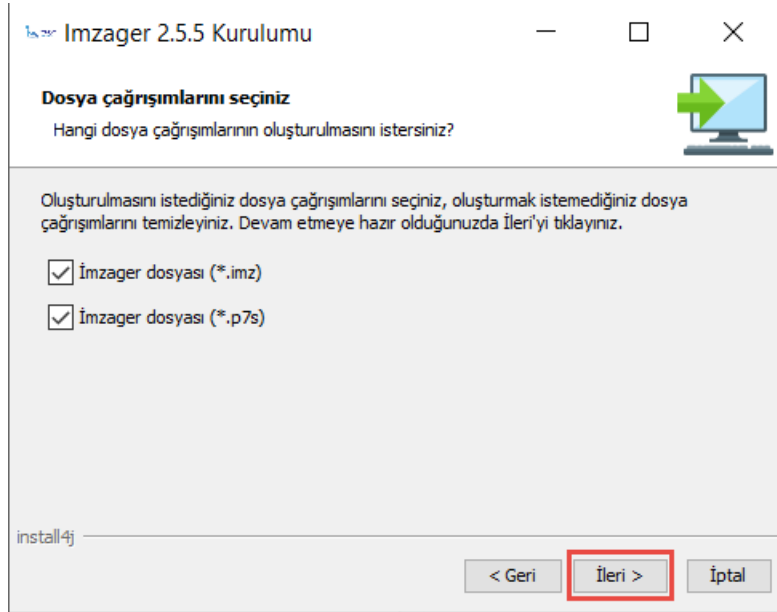 Imzager 2.5.5 Kurulumu
Dosya çağrışımlarını seçiniz
Hangi dosya çağrışımlarının oluşturulmasını istersiniz?
Oluşturulmasını istediğiniz dosya çağrışımlarını seçiniz, oluşturmak istemediğiniz dosya
çağrışımlarını temizleyiniz. Devam etmeye hazır olduğunuzda İleri'yi tıklayınız.
İmzager dosyası (*.imz)
İmzager dosyası (*.p7s)
install4j
< Geri
İleri >
İptal